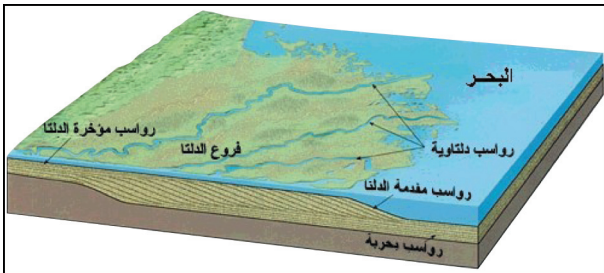 البحر
رواسب مؤخرة الدلتا
فروع الدلتا
رواسب دلتاوية
رواسب مقدمة الدلتا
رواسب بحرية